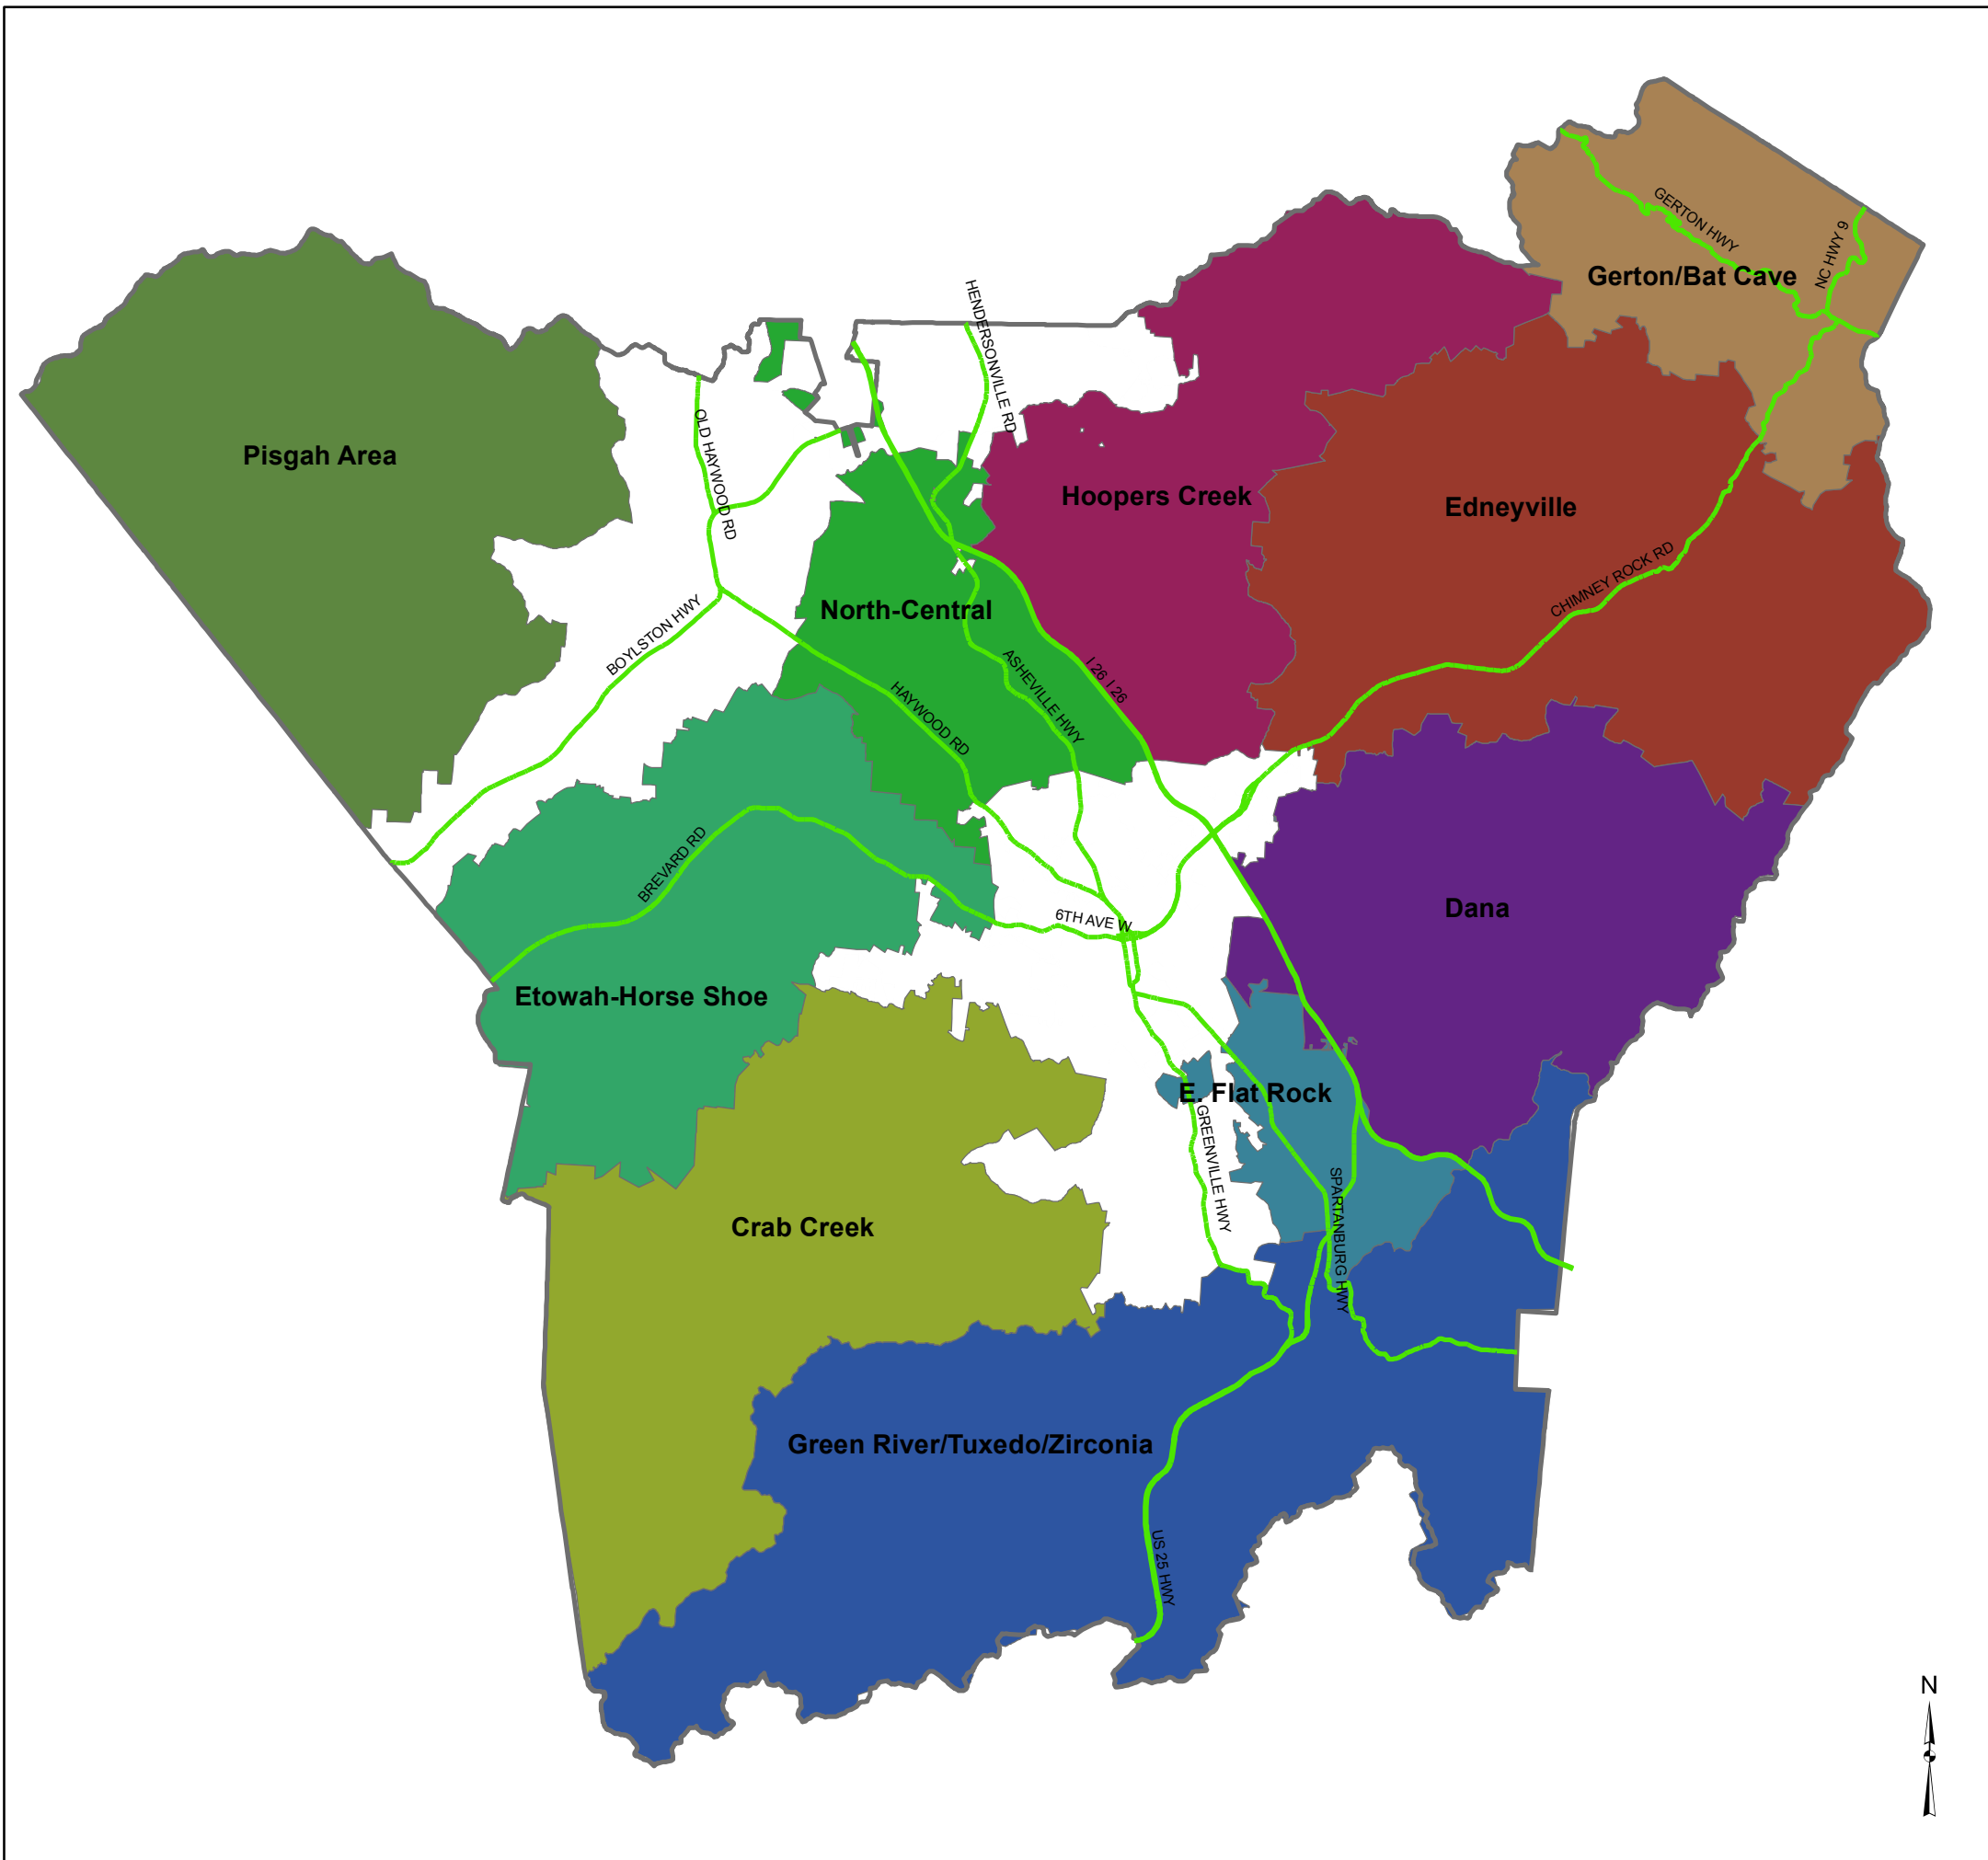 GERTON HWY
NC HWY 9
Gerton/Bat Cave
HENDERSONVILLE RD
OLD HAYWOOD RD
Pisgah Area
Hoopers Creek
Edneyville
CHIMNEY ROCK RD
North-Central
BOYLSTON HWY
ASHEVILLE HWY
I 26 I 26
HAYWOOD RD
BREVARD RD
6TH AVE W
Dana
Etowah-Horse Shoe
E. Flat Rock
GREENVILLE HWY
SPARTANBURG HWY
Crab Creek
Green River/Tuxedo/Zirconia
US 25 HWY
N